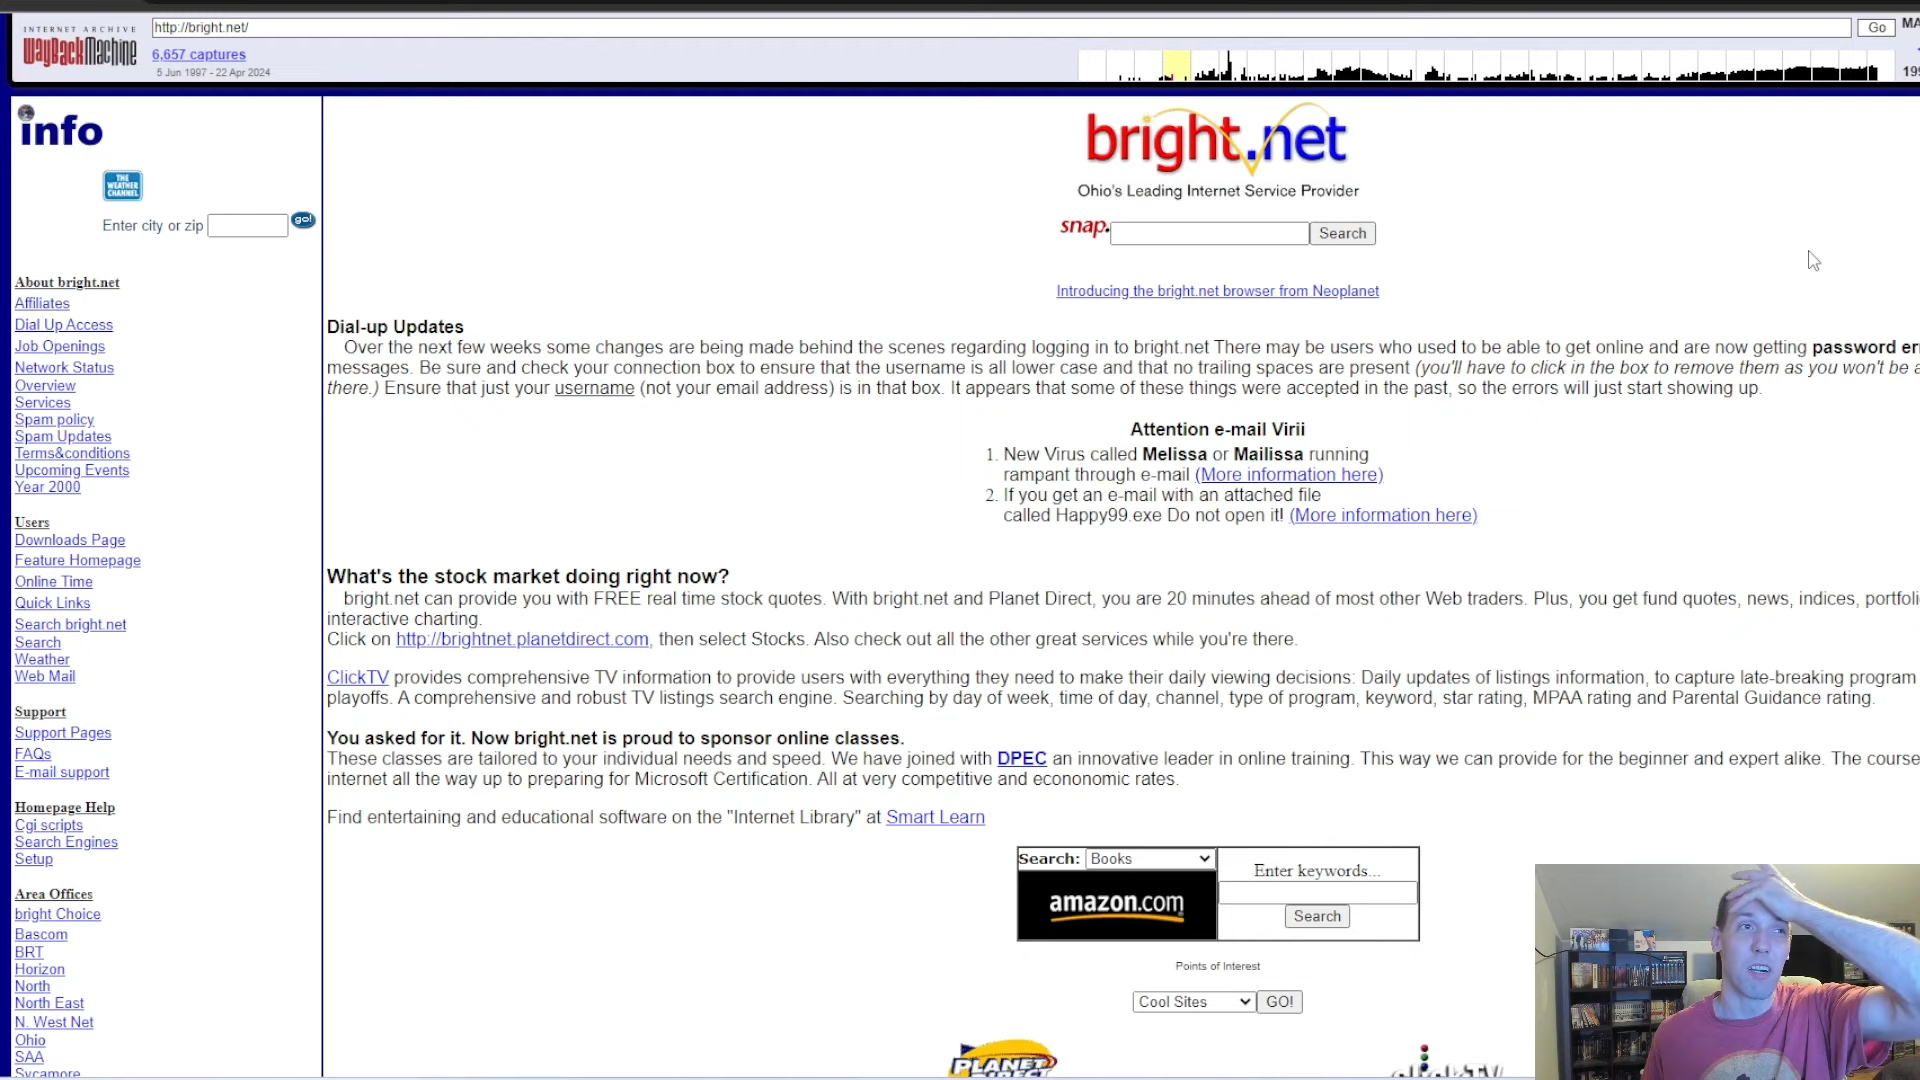 INTERNET ARCHIVE
WayBackMachine
http://bright.net/
Go
6,657 captures
5 Jun 1997 - 22 Apr 2024
info
THE WEATHER CHANNEL
Enter city or zip
go!
About bright.net
Affiliates
Dial Up Access
Job Openings
Network Status
Overview
Services
Spam policy
Spam Updates
Terms&conditions
Upcoming Events
Year 2000
Users
Downloads Page
Feature Homepage
Online Time
Quick Links
Search bright.net
Search
Weather
Web Mail
Support
Support Pages
FAQs
E-mail support
Homepage Help
Cgi scripts
Search Engines
Setup
Area Offices
bright Choice
Bascom
BRT
Horizon
North
North East
N. West Net
Ohio
SAA
Sycamore
bright.net
Ohio's Leading Internet Service Provider
snap.
Search
Introducing the bright.net browser from Neoplanet
Dial-up Updates
Over the next few weeks some changes are being made behind the scenes regarding logging in to bright.net There may be users who used to be able to get online and are now getting password
messages. Be sure and check your connection box to ensure that the username is all lower case and that no trailing spaces are present (you'll have to click in the box to remove them as you won't be
there.) Ensure that just your username (not your email address) is in that box. It appears that some of these things were accepted in the past, so the errors will just start showing up.
Attention e-mail Virii
1. New Virus called Melissa or Mailissa running
rampant through e-mail (More information here)
2. If you get an e-mail with an attached file
called Happy99.exe Do not open it! (More information here)
What's the stock market doing right now?
bright.net can provide you with FREE real time stock quotes. With bright.net and Planet Direct, you are 20 minutes ahead of most other Web traders. Plus, you get fund quotes, news, indices,
interactive charting.
Click on http://brightnet.planetdirect.com, then select Stocks. Also check out all the other great services while you're there.
ClickTV provides comprehensive TV information to provide users with everything they need to make their daily viewing decisions: Daily updates of listings information, to capture late-breaking program
playoffs. A comprehensive and robust TV listings search engine. Searching by day of week, time of day, channel, type of program, keyword, star rating, MPAA rating and Parental Guidance rating.
You asked for it. Now bright.net is proud to sponsor online classes.
These classes are tailored to your individual needs and speed. We have joined with DPEC an innovative leader in online training. This way we can provide for the beginner and expert alike. The course
internet all the way up to preparing for Microsoft Certification. All at very competitive and econonomic rates.
Find entertaining and educational software on the "Internet Library" at Smart Learn
Search: Books
Enter keywords...
amazon.com
Search
Points of Interest
Cool Sites
GO!
PLANET DIRECT
clickTV